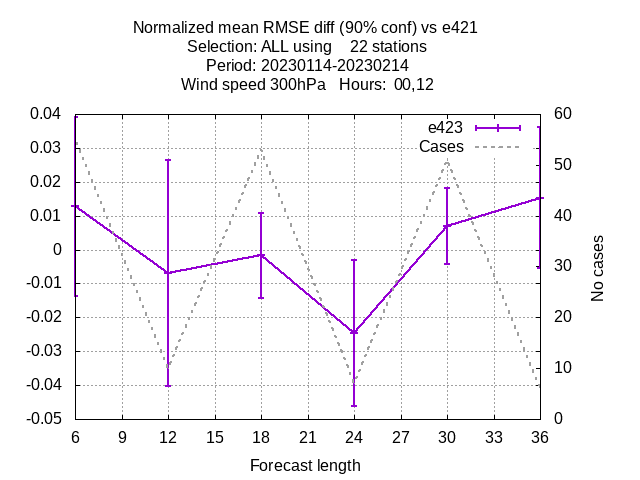 Normalized mean RMSE diff (90% conf) vs e421
Selection: ALL using    22 stations
Period: 20230114-20230214
Wind speed 300hPa   Hours:  00,12
e423
Cases
0.04
0.03
0.02
0.01
0
-0.01
-0.02
-0.03
-0.04
-0.05
60
50
40
30
20
10
0
No cases
6 9 12 15 18 21 24 27 30 33 36
Forecast length